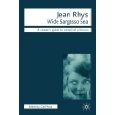 Jean Rhys
Wide Sargasso Sea
A reader's guide to essential criticism